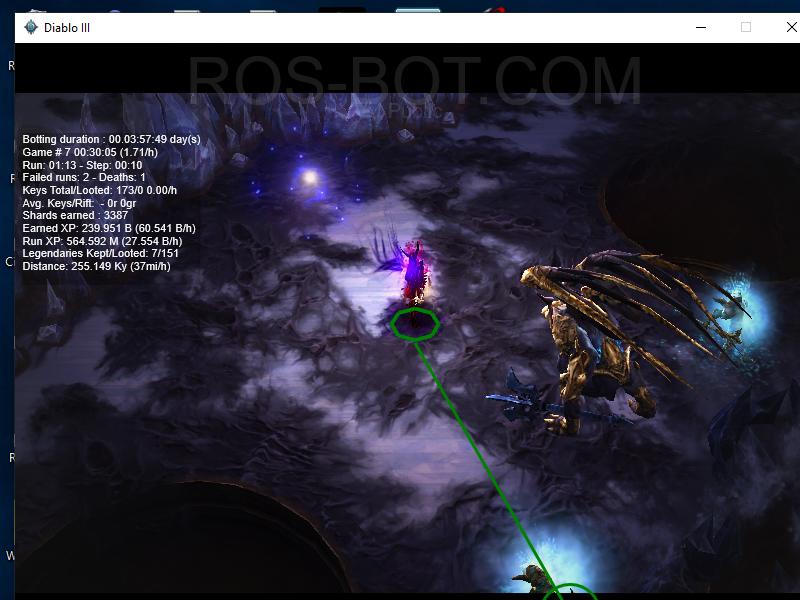 Diablo III
ROS-BOT.COM
Botting duration : 00.03:57:49 day(s)
Game # 7 00:30:05 (1.71/h)
Run: 01:13 - Step: 00:10
Failed runs: 2 - Deaths: 1
Keys Total/Looted: 173/0 0.00/h
Avg. Keys/Rift:  - 0r 0gr
Shards earned : 3387
Earned XP: 239.951 B (60.541 B/h)
Run XP: 564.592 M (27.554 B/h)
Legendaries Kept/Looted: 7/151
Distance: 255.149 Ky (37mi/h)